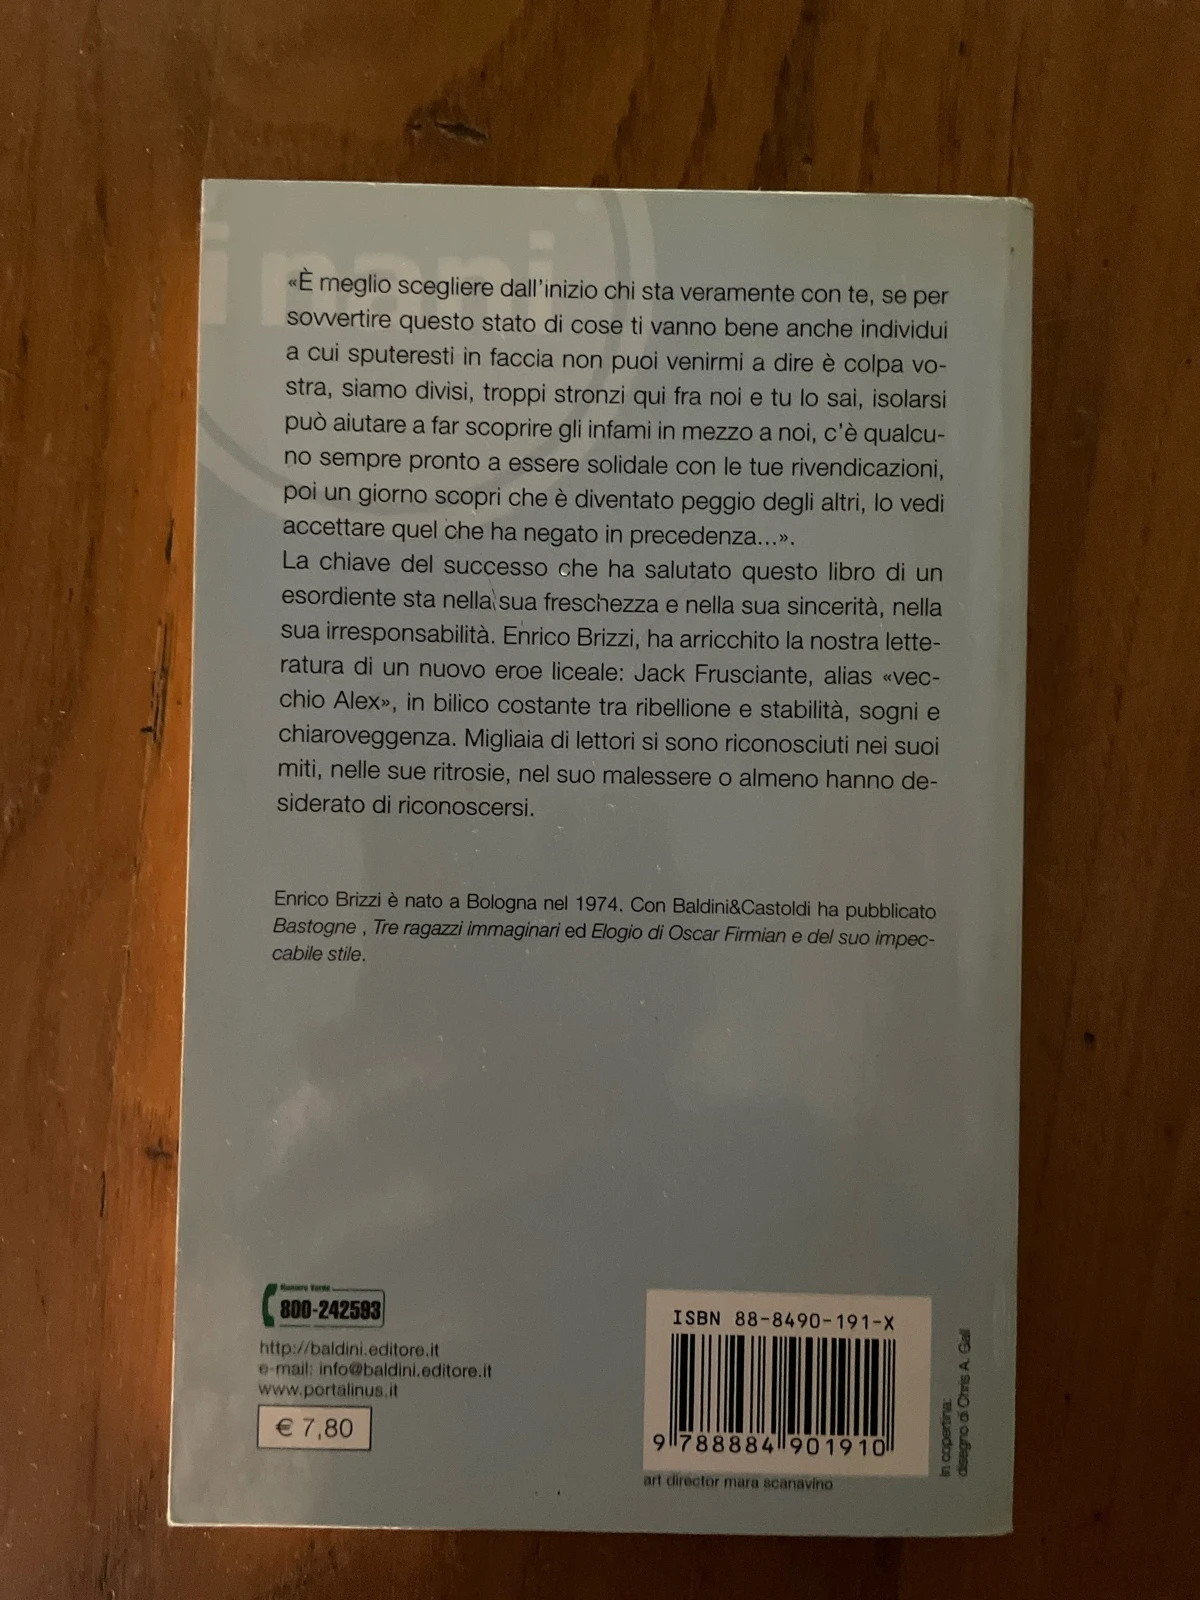 inani
«È meglio scegliere dall'inizio chi sta veramente con te, se per
sovvertire questo stato di cose ti vanno bene anche individui
a cui sputeresti in faccia non puoi venirmi a dire è colpa vo-
stra, siamo divisi, troppi stronzi qui fra noi e tu lo sai, isolarsi
può aiutare a far scoprire gli infami in mezzo a noi, c'è qualcu-
no sempre pronto a essere solidale con le tue rivendicazioni,
poi un giorno scopri che è diventato peggio degli altri, lo vedi
accettare quel che ha negato in precedenza...».
La chiave del successo che ha salutato questo libro di un
esordiente sta nella sua freschezza e nella sua sincerità, nella
sua irresponsabilità. Enrico Brizzi, ha arricchito la nostra lette-
ratura di un nuovo eroe liceale: Jack Frusciante, alias «vec-
chio Alex», in bilico costante tra ribellione e stabilità, sogni e
chiaroveggenza. Migliaia di lettori si sono riconosciuti nei suoi
miti, nelle sue ritrosie, nel suo malessere o almeno hanno de-
siderato di riconoscersi.
Enrico Brizzi è nato a Bologna nel 1974. Con Baldini&Castoldi ha pubblicato
Bastogne , Tre ragazzi immaginari ed Elogio di Oscar Firmian e del suo impec-
cabile stile.
Numero Verde
800-242593
http://baldini.editore.it
e-mail: info@baldini.editore.it
www.portalinus.it
€ 7,80
ISBN 88-8490-191-X
9 788884 901910
art director mara scanavino
In copertina:
disegno di Chris A. Gall